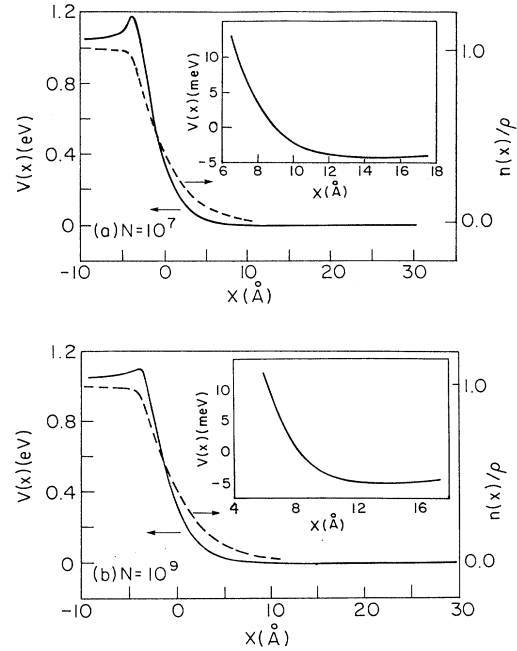 1.2
0.8
0.4
0
V(x)(eV)
(a) N=10⁷
1.0
0.0
n(x)/ρ
-10 0 10 20 30
X(Å)
10
5
0
-5
V(x)(meV)
6 8 10 12 14 16 18
X(Å)
1.2
0.8
0.4
0
V(x)(eV)
(b) N=10⁹
1.0
0.0
n(x)/ρ
-10 0 10 20 30
X(Å)
10
5
0
-5
V(x)(meV)
4 8 12 16
X(Å)